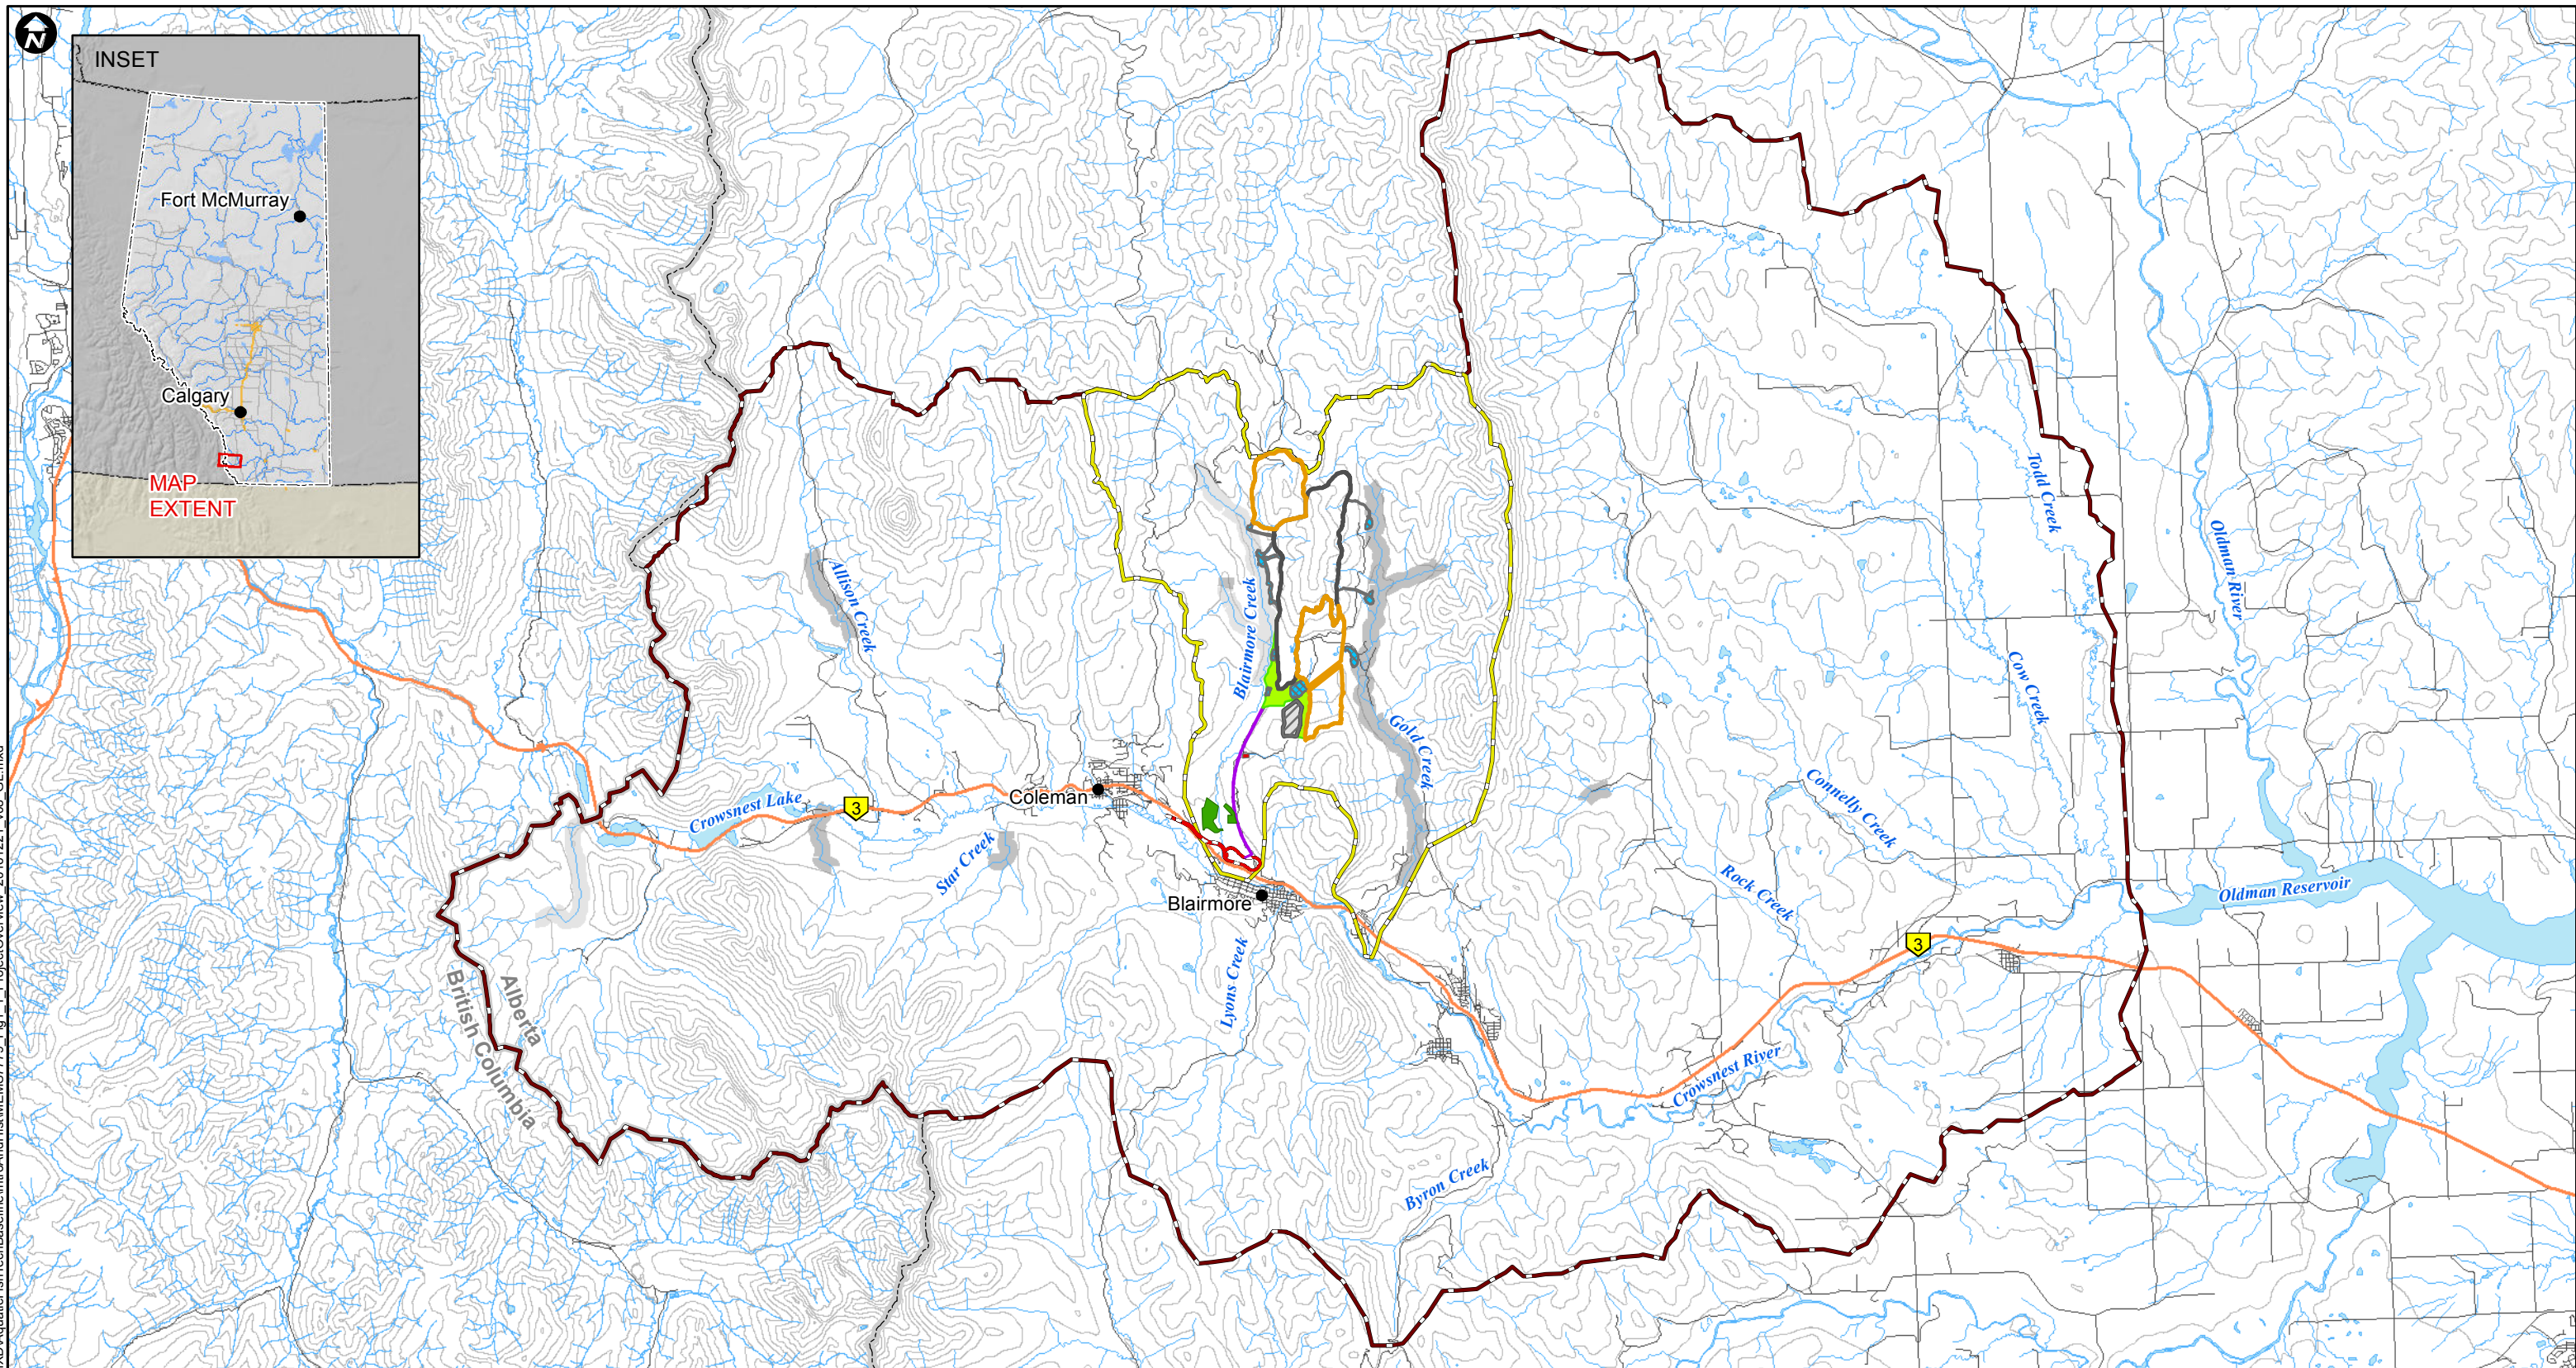 N
INSET
Fort McMurray
Calgary
MAP
EXTENT
Allison Creek
Blairmore Creek
Gold Creek
Todd Creek
Oldman River
Cow Creek
Connelly Creek
Rock Creek
Crowsnest Lake
3
Coleman
Star Creek
Blairmore
Lyons Creek
Oldman Reservoir
3
Alberta
British Columbia
Crowsnest River
Byron Creek